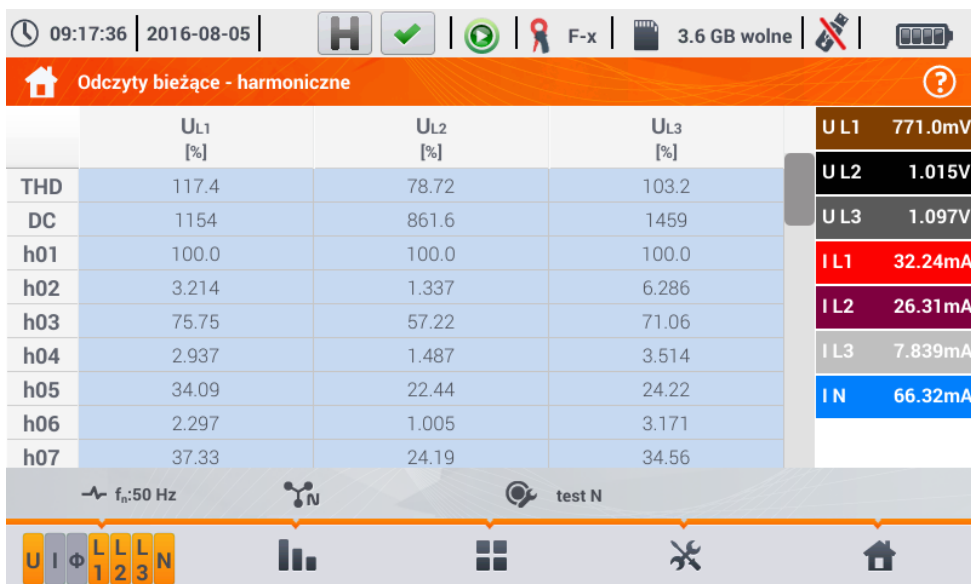 09:17:36 2016-08-05 H F-x 3.6 GB wolne
Odczyty bieżące - harmoniczne ?
UL1 [%] UL2 [%] UL3 [%]
THD 117.4 78.72 103.2
DC 1154 861.6 1459
h01 100.0 100.0 100.0
h02 3.214 1.337 6.286
h03 75.75 57.22 71.06
h04 2.937 1.487 3.514
h05 34.09 22.44 24.22
h06 2.297 1.005 3.171
h07 37.33 24.19 34.56
U L1 771.0mV
U L2 1.015V
U L3 1.097V
I L1 32.24mA
I L2 26.31mA
I L3 7.839mA
I N 66.32mA
fn:50 Hz N test N
U I Φ L1 L2 L3 N